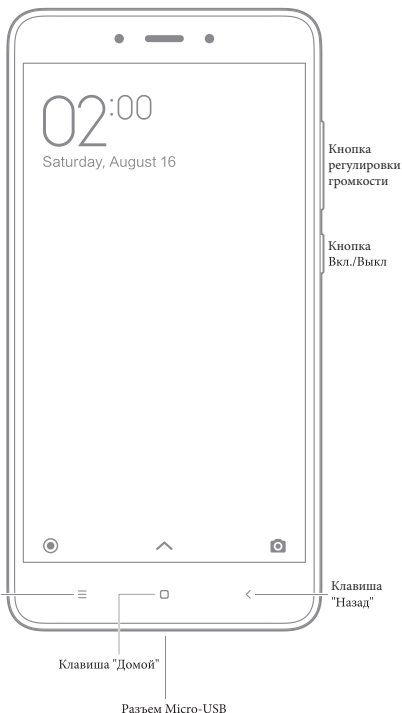 02:00
Saturday, August 16
Кнопка
регулировки
громкости
Кнопка
Вкл./Выкл
Клавиша
"Назад"
Клавиша "Домой"
Разъем Micro-USB